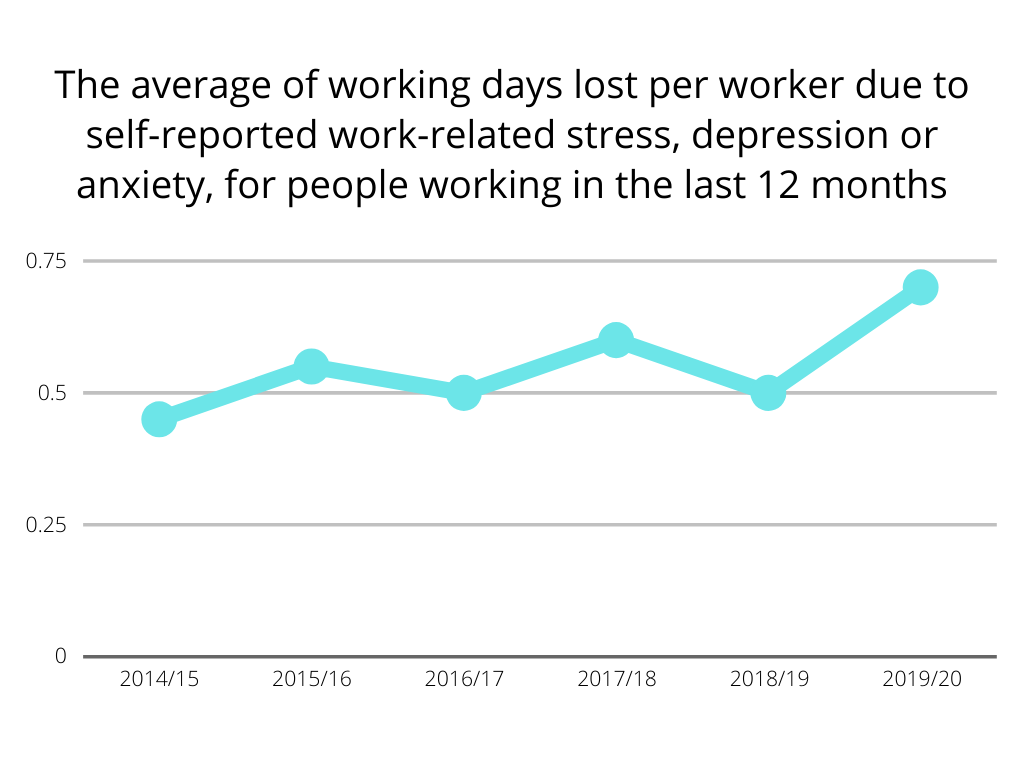 The average of working days lost per worker due to
self-reported work-related stress, depression or
anxiety, for people working in the last 12 months
0.75
0.5
0.25
0
2014/15 2015/16 2016/17 2017/18 2018/19 2019/20